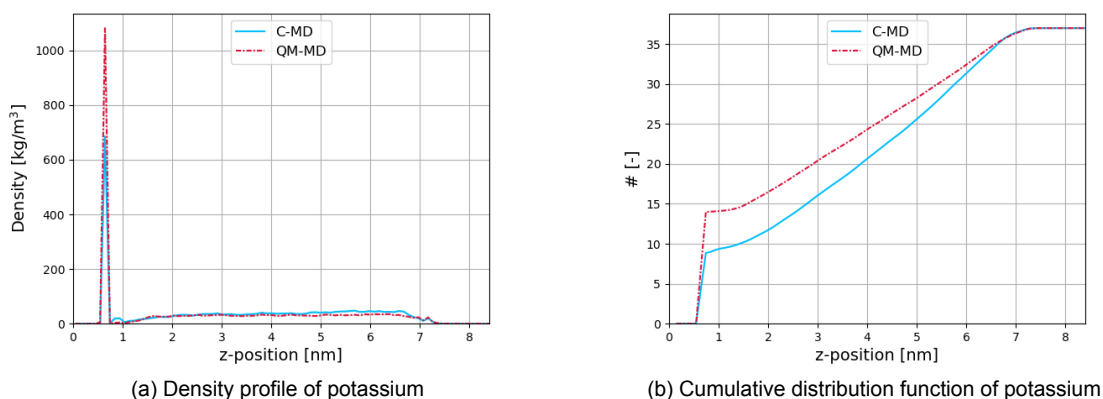 C-MD
QM-MD
Density [kg/m³]
1000
800
600
400
200
0
0 1 2 3 4 5 6 7 8
z-position [nm]
(a) Density profile of potassium
C-MD
QM-MD
# [-]
35
30
25
20
15
10
5
0
0 1 2 3 4 5 6 7 8
z-position [nm]
(b) Cumulative distribution function of potassium